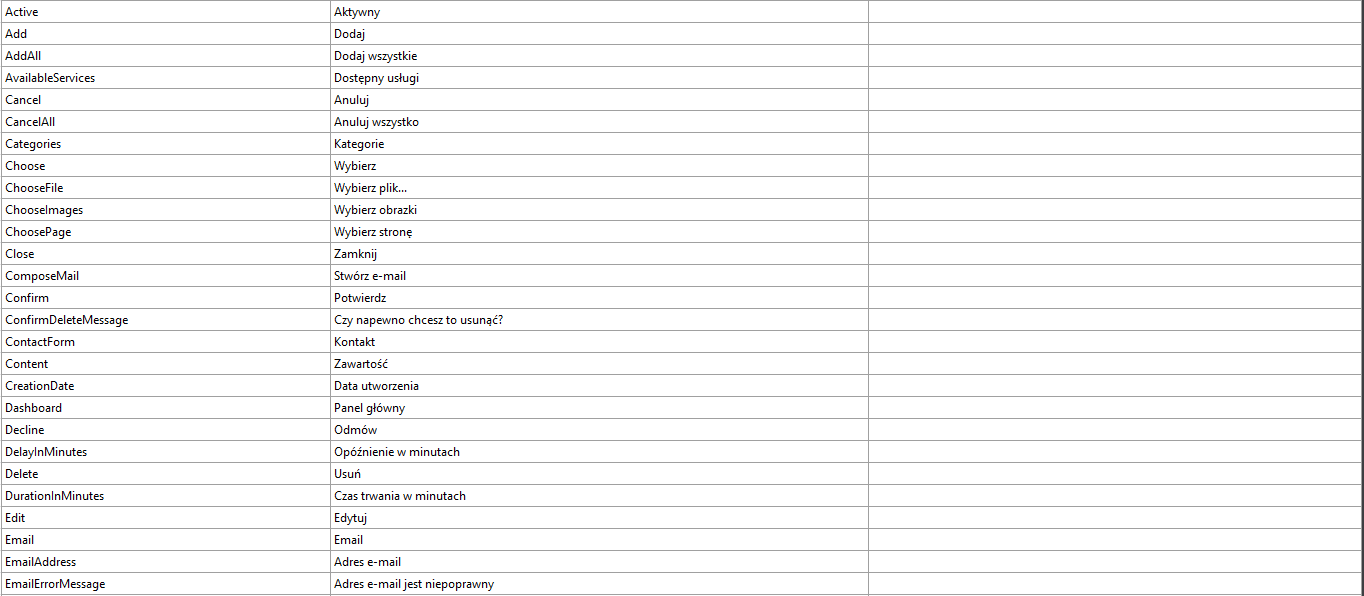 Active Aktywny
Add Dodaj
AddAll Dodaj wszystkie
AvailableServices Dostępny usługi
Cancel Anuluj
CancelAll Anuluj wszystko
Categories Kategorie
Choose Wybierz
ChooseFile Wybierz plik...
ChooseImages Wybierz obrazki
ChoosePage Wybierz stronę
Close Zamknij
ComposeMail Stwórz e-mail
Confirm Potwierdz
ConfirmDeleteMessage Czy napewno chcesz to usunąć?
ContactForm Kontakt
Content Zawartość
CreationDate Data utworzenia
Dashboard Panel główny
Decline Odmów
DelayInMinutes Opóźnienie w minutach
Delete Usuń
DurationInMinutes Czas trwania w minutach
Edit Edytuj
Email Email
EmailAddress Adres e-mail
EmailErrorMessage Adres e-mail jest niepoprawny